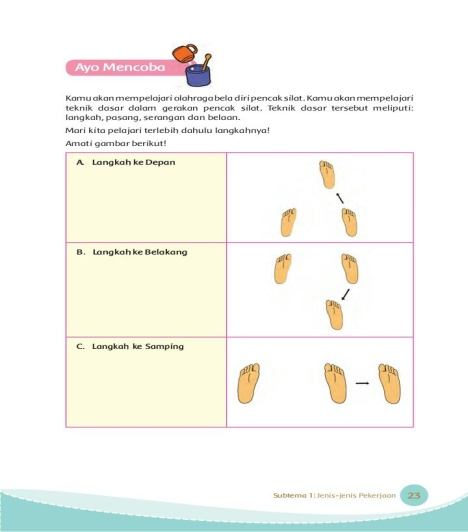 Ayo Mencoba
Kamu akan mempelajari olahraga bela diri pencak silat. Kamu akan mempelajari
teknik dasar dalam gerakan pencak silat. Teknik dasar tersebut meliputi:
langkah, pasang, serangan dan belaan.
Mari kita pelajari terlebih dahulu langkahnya!
Amati gambar berikut!
A. Langkah ke Depan
B. Langkah ke Belakang
C. Langkah ke Samping
Subtema 1: Jenis-jenis Pekerjaan 23